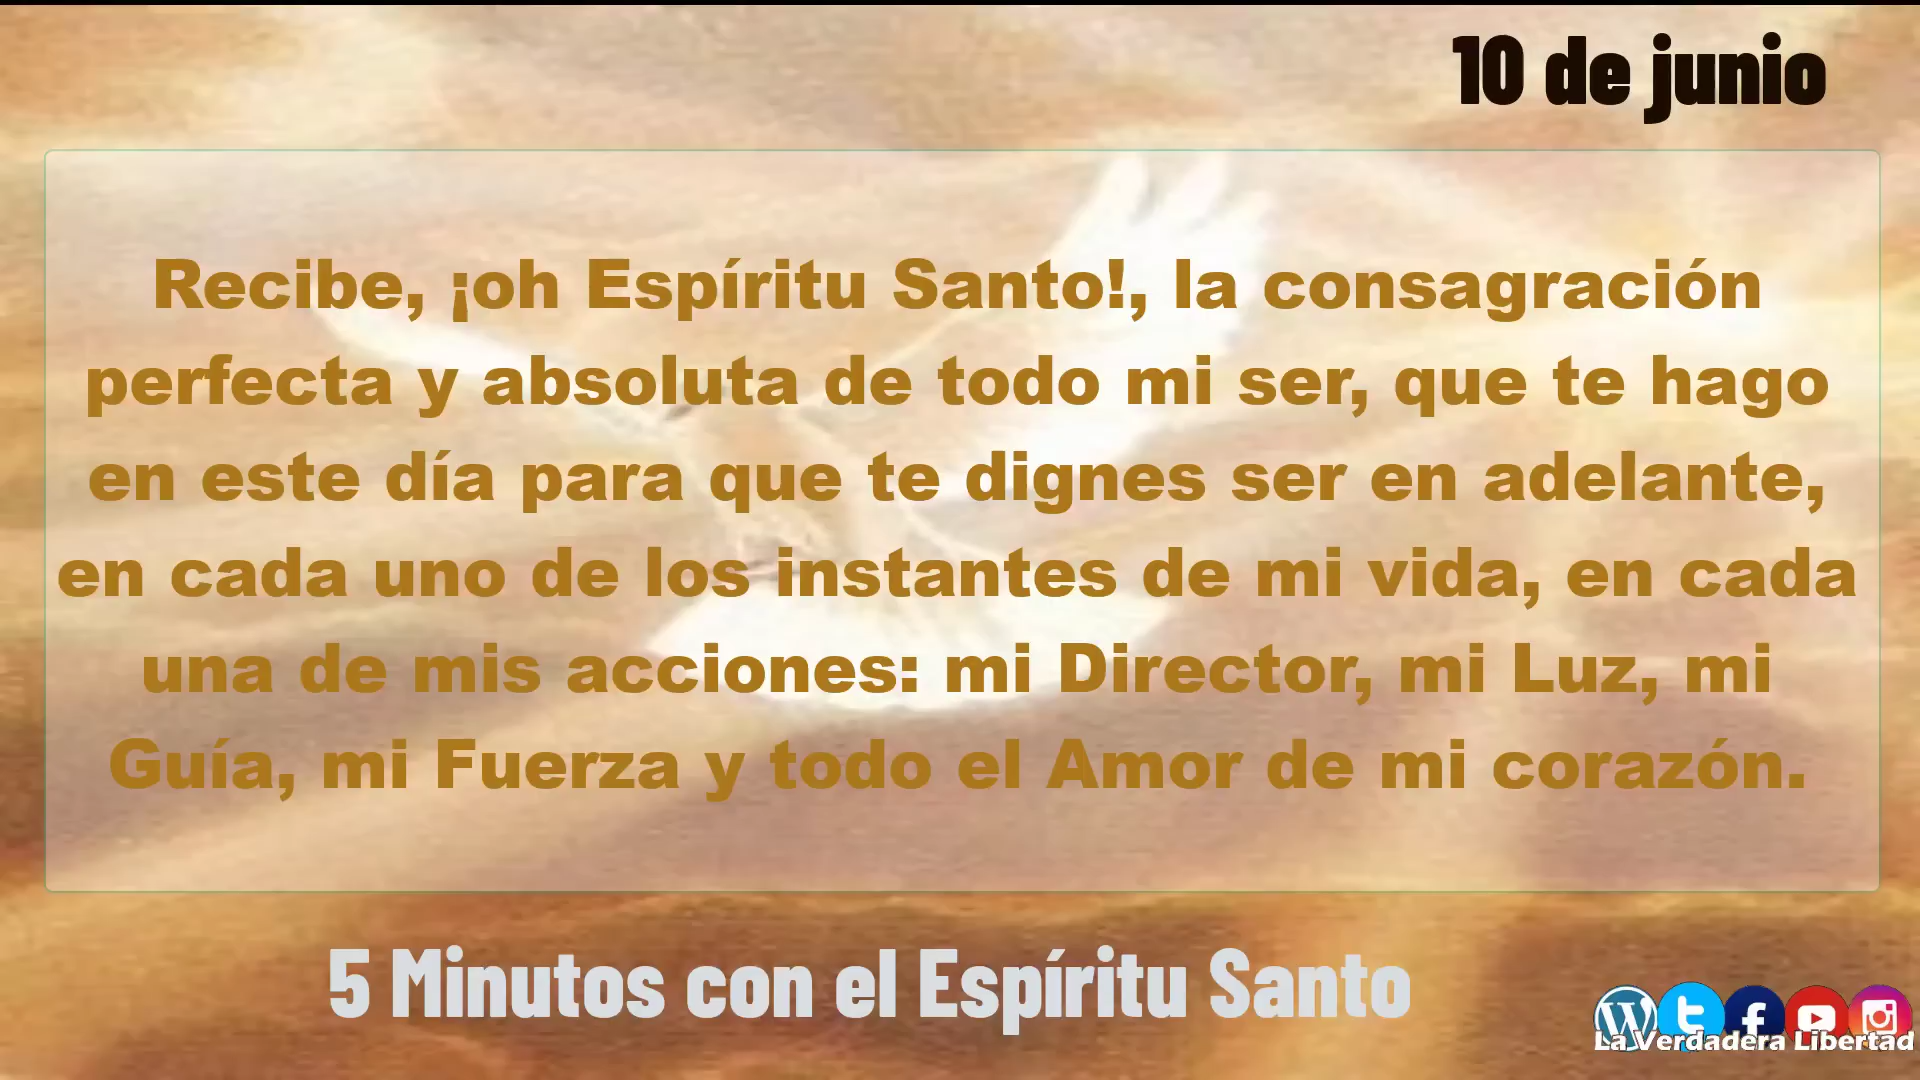 10 de junio
Recibe, ¡oh Espíritu Santo!, la consagración
perfecta y absoluta de todo mi ser, que te hago
en este día para que te dignes ser en adelante,
en cada uno de los instantes de mi vida, en cada
una de mis acciones: mi Director, mi Luz, mi
Guía, mi Fuerza y todo el Amor de mi corazón.
5 Minutos con el Espíritu Santo
La Verdadera Libertad